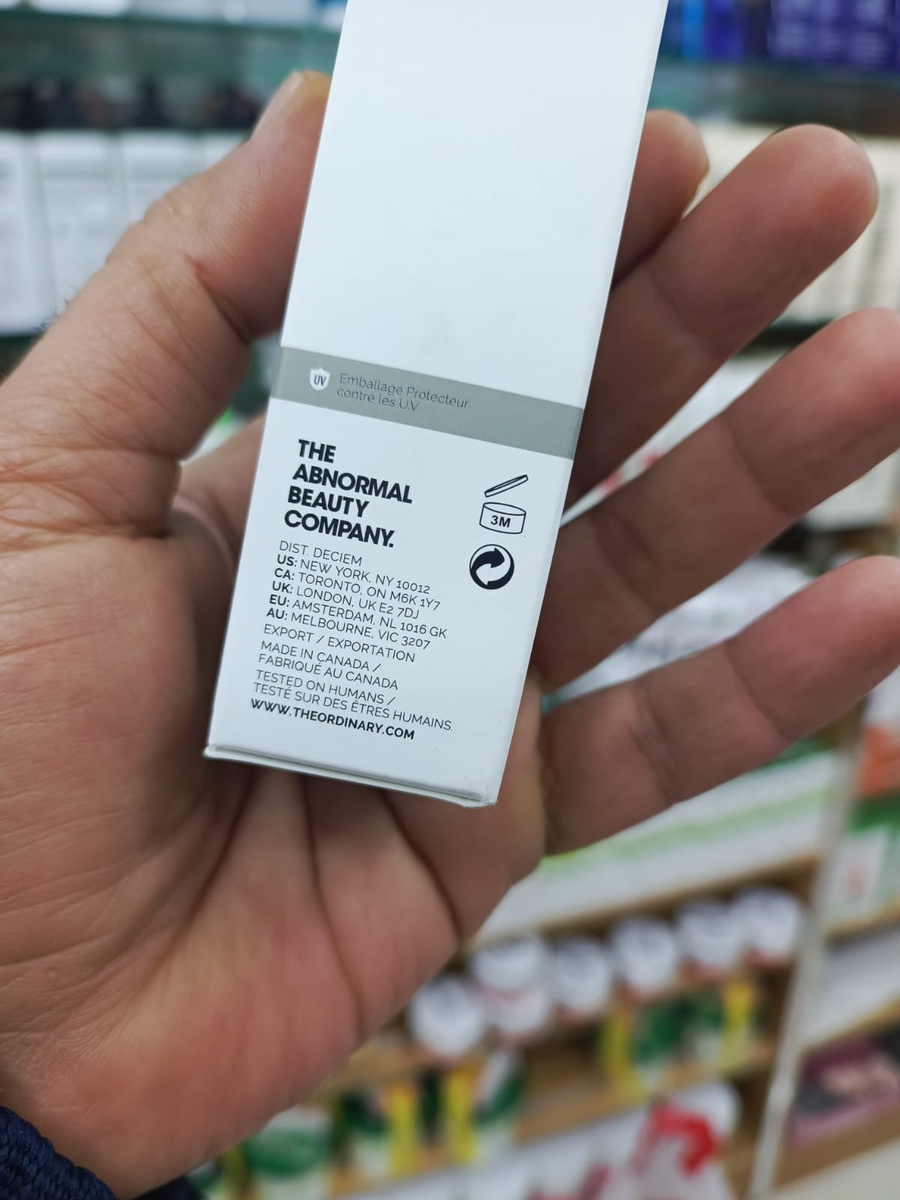 UV
Emballage Protecteur
contre les U.V.
THE
ABNORMAL
BEAUTY
COMPANY.
3M
DIST. DECIEM
US: NEW YORK, NY 10012
CA: TORONTO, ON M6K 1Y7
UK: LONDON, UK E2 7DJ
EU: AMSTERDAM, NL 1016 GK
AU: MELBOURNE, VIC 3207
EXPORT / EXPORTATION
MADE IN CANADA /
FABRIQUÉ AU CANADA
TESTED ON HUMANS /
TESTÉ SUR DES ÊTRES HUMAINS.
WWW.THEORDINARY.COM